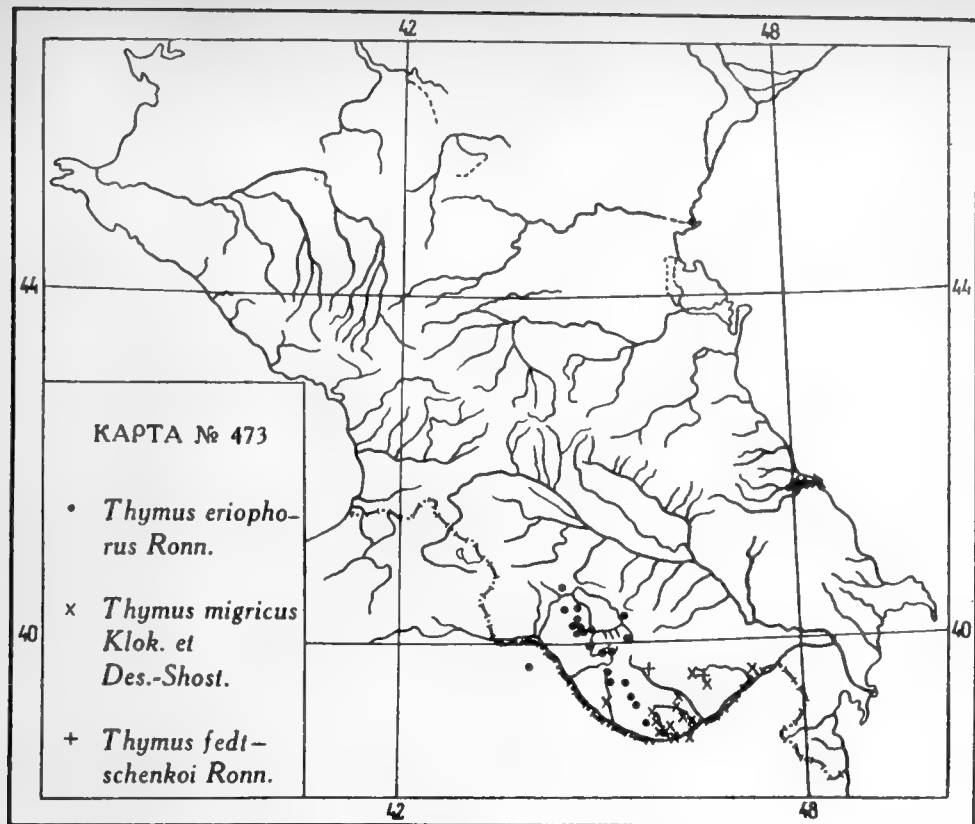 42 48
44 44
КАРТА № 473
Thymus eriopho-
rus Ronn.
Thymus migricus
Klok. et
Des.-Shost.
Thymus fedt-
schenkoi Ronn.
40 40
42 48